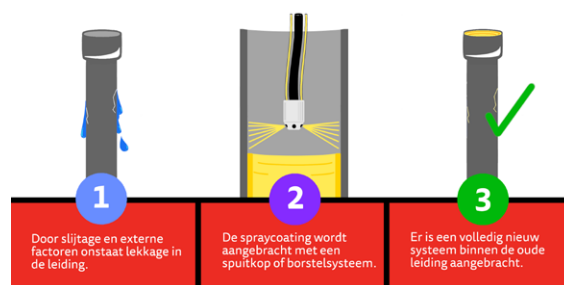 1
Door slijtage en externe
factoren onstaat lekkage in
de leiding.
2
De spraycoating wordt
aangebracht met een
spuitkop of borstelsysteem.
3
Er is een volledig nieuw
systeem binnen de oude
leiding aangebracht.